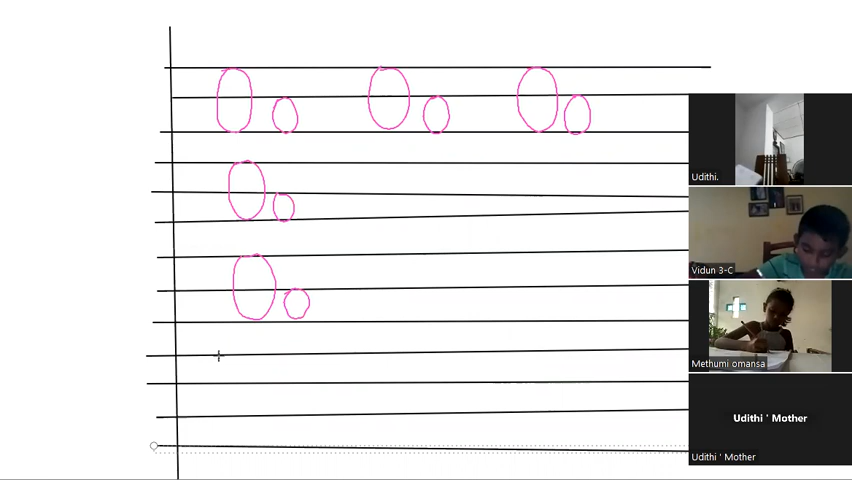 O o O o O o
O o
O o
Udithi.
Vidun 3-C
Methumi omansa
Udithi ' Mother
Udithi ' Mother